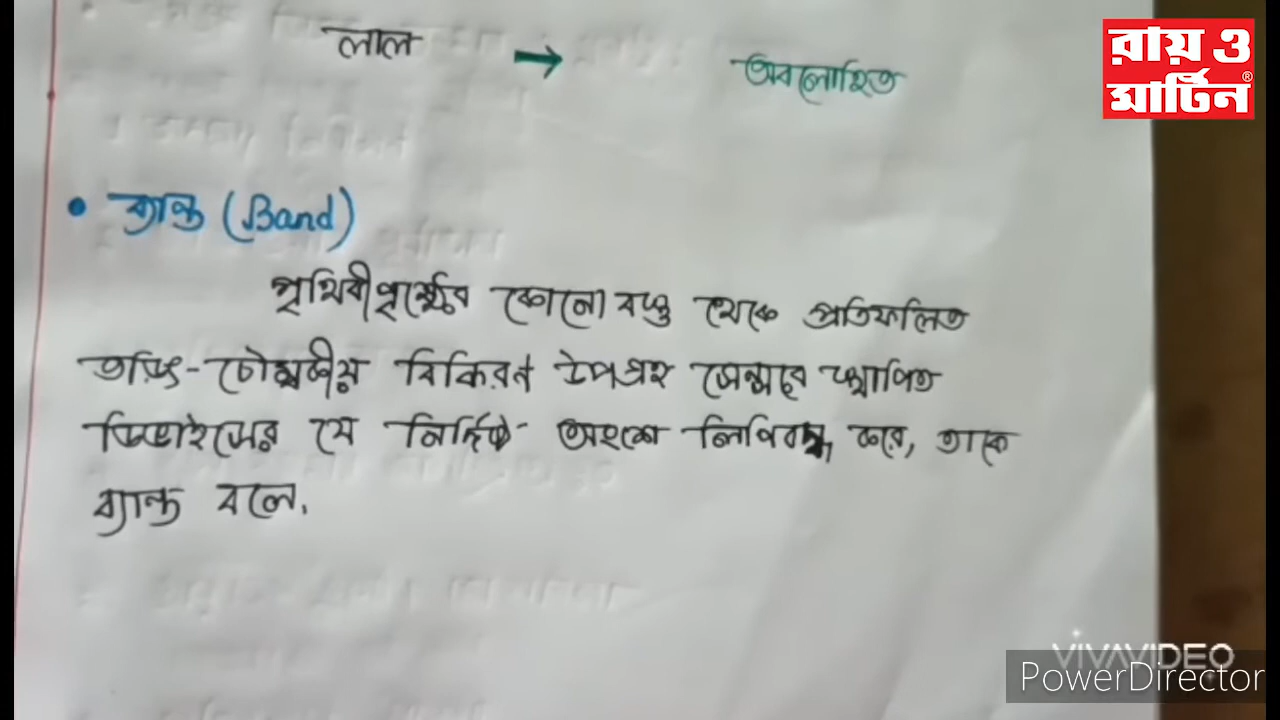 লাল → অবলোহিত
রায় ও
মার্টিন®
• ব্যান্ড (Band)
পৃথিবীপৃষ্ঠের কোনো বস্তু থেকে প্রতিফলিত
তড়িৎ-চৌম্বকীয় বিকিরণ উপগ্রহ সেন্সরে স্থাপিত
ডিভাইসের যে নির্দিষ্ট অংশে লিপিবদ্ধ করে, তাকে
ব্যান্ড বলে.
VIVAVIDEO
PowerDirector